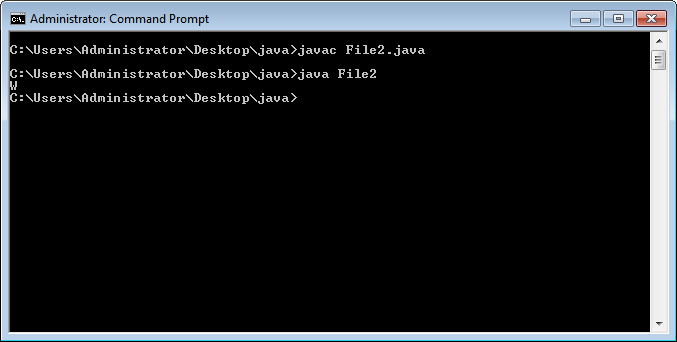 Administrator: Command Prompt
C:\Users\Administrator\Desktop\java>javac File2.java
C:\Users\Administrator\Desktop\java>java File2
W
C:\Users\Administrator\Desktop\java>